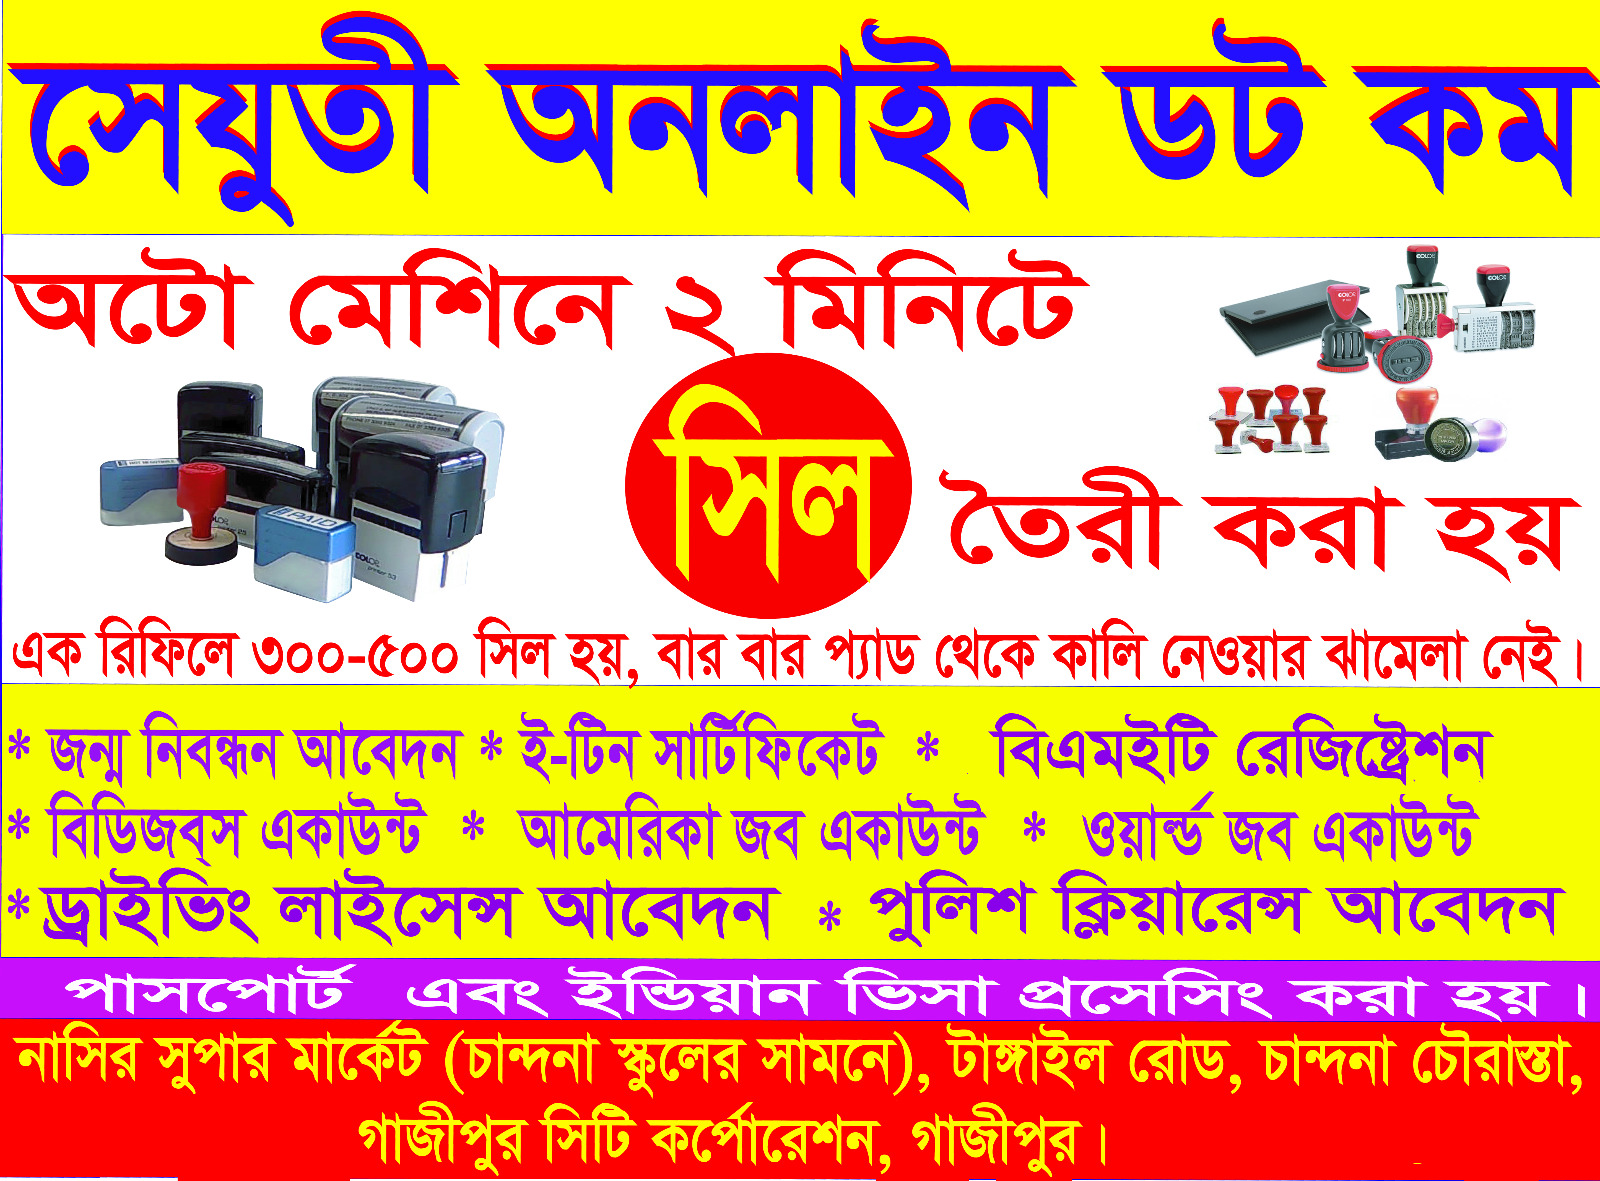 সেযুতী অনলাইন ডট কম
অটো মেশিনে ২ মিনিটে
সিল
তৈরী করা হয়
এক রিফিলে ৩০০-৫০০ সিল হয়, বার বার প্যাড থেকে কালি নেওয়ার ঝামেলা নেই।
* জন্ম নিবন্ধন আবেদন * ই-টিন সার্টিফিকেট * বিএমইটি রেজিষ্ট্রেশন
* বিডিজব্স একাউন্ট * আমেরিকা জব একাউন্ট * ওয়ার্ল্ড জব একাউন্ট
* ড্রাইভিং লাইসেন্স আবেদন * পুলিশ ক্লিয়ারেন্স আবেদন
পাসপোর্ট এবং ইন্ডিয়ান ভিসা প্রসেসিং করা হয়।
নাসির সুপার মার্কেট (চান্দনা স্কুলের সামনে), টাঙ্গাইল রোড, চান্দনা চৌরাস্তা,
গাজীপুর সিটি কর্পোরেশন, গাজীপুর।
PAID
COLOP